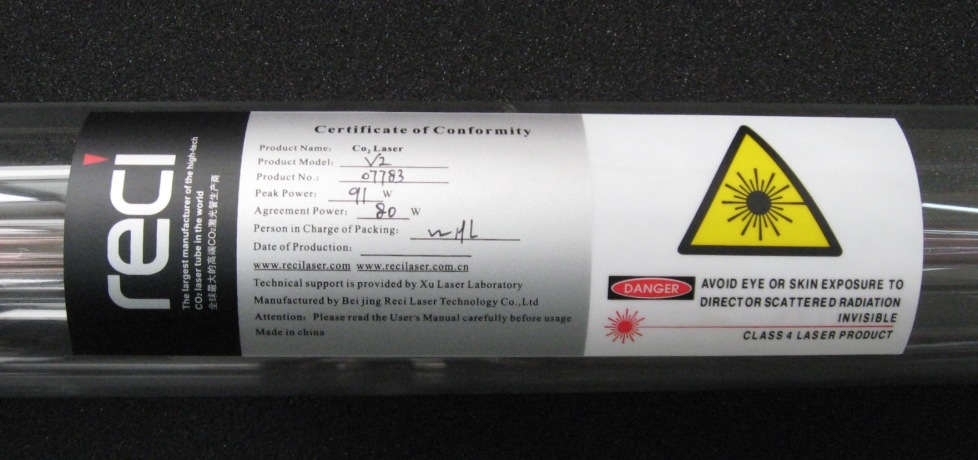 reci
The largest manufacturer of the high-tech
CO₂ laser tube in the world
全球最大的高端CO₂激光管生产商
Certificate of Conformity
Product Name: Co₂ Laser
Product Model: V2
Product No.: 07783
Peak Power: 91 W
Agreement Power: 80 W
Person in Charge of Packing:
Date of Production:
www.recilaser.com www.recilaser.com.cn
Technical support is provided by Xu Laser Laboratory
Manufactured by Beijing Reci Laser Technology Co.,Ltd
Attention: Please read the User's Manual carefully before usage
Made in china
DANGER
AVOID EYE OR SKIN EXPOSURE TO
DIRECTOR SCATTERED RADIATION
INVISIBLE
CLASS 4 LASER PRODUCT